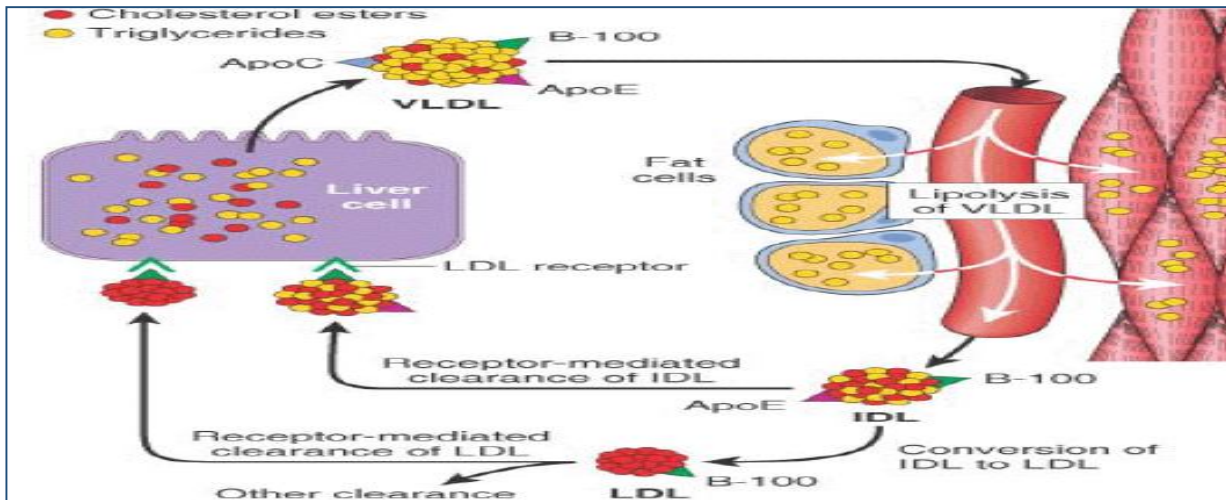 Cholesterol esters
Triglycerides
B-100
ApoC
ApoE
VLDL
Liver
cell
Fat
cells
Lipolysis
of VLDL
LDL receptor
Receptor-mediated
clearance of IDL
B-100
ApoE
IDL
Receptor-mediated
clearance of LDL
Conversion of
IDL to LDL
B-100
LDL
Other clearance